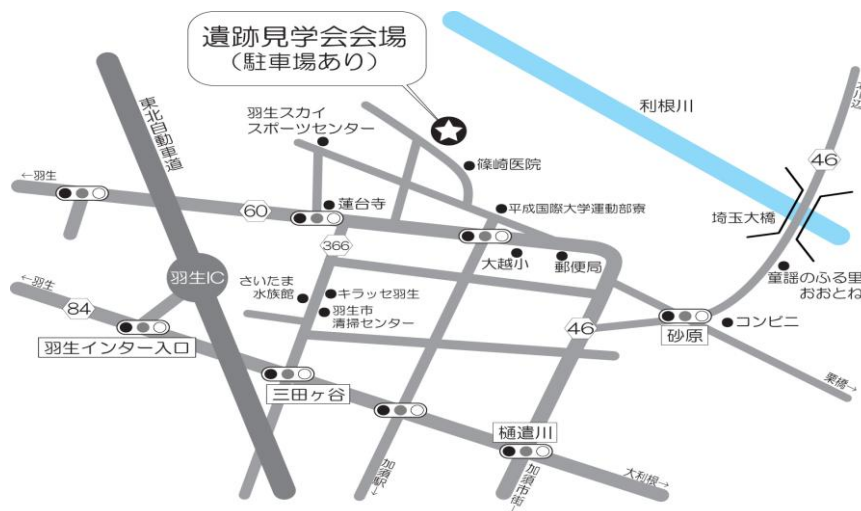 遺跡見学会会場
（駐車場あり）
東北自動車道
羽生スカイ
スポーツセンター
篠崎医院
利根川
46
埼玉大橋
←羽生
60
蓮台寺
平成国際大学運動部寮
大越小
郵便局
童謡のふる里
おおとね
366
羽生IC
さいたま
水族館
キラッセ羽生
羽生市
清掃センター
46
砂原
コンビニ
←羽生
84
羽生インター入口
三田ヶ谷
樋遣川
栗橋→
加須駅→
加須市街→
大利根→